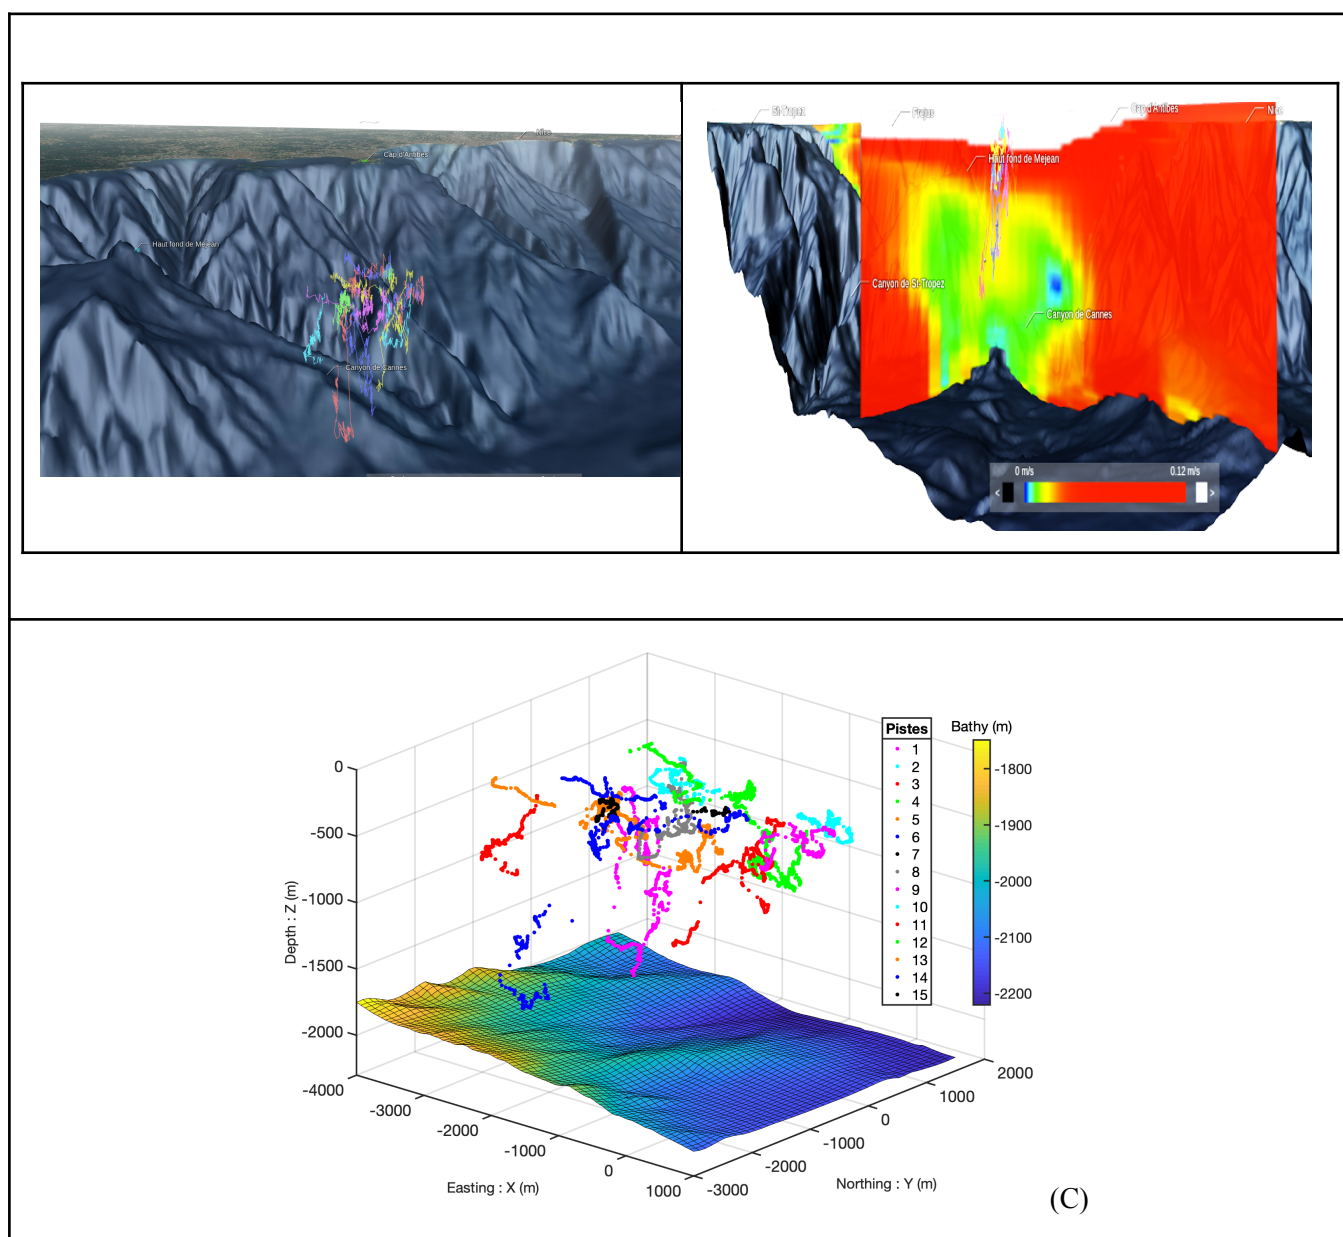 Nice
Cap d'Antibes
Haut fond de Mejean
Canyon de Cannes
St-Tropez
Frejus
Cap d'Antibes
Nice
Haut fond de Mejean
Canyon de St-Tropez
Canyon de Cannes
0 m/s
0.12 m/s
< >
Pistes
1
2
3
4
5
6
7
8
9
10
11
12
13
14
15
Bathy (m)
-1800
-1900
-2000
-2100
-2200
0
-500
-1000
-1500
-2000
Depth : Z (m)
-4000
-3000
-2000
-1000
0
1000
Easting : X (m)
-3000
-2000
-1000
0
1000
2000
Northing : Y (m)
(C)